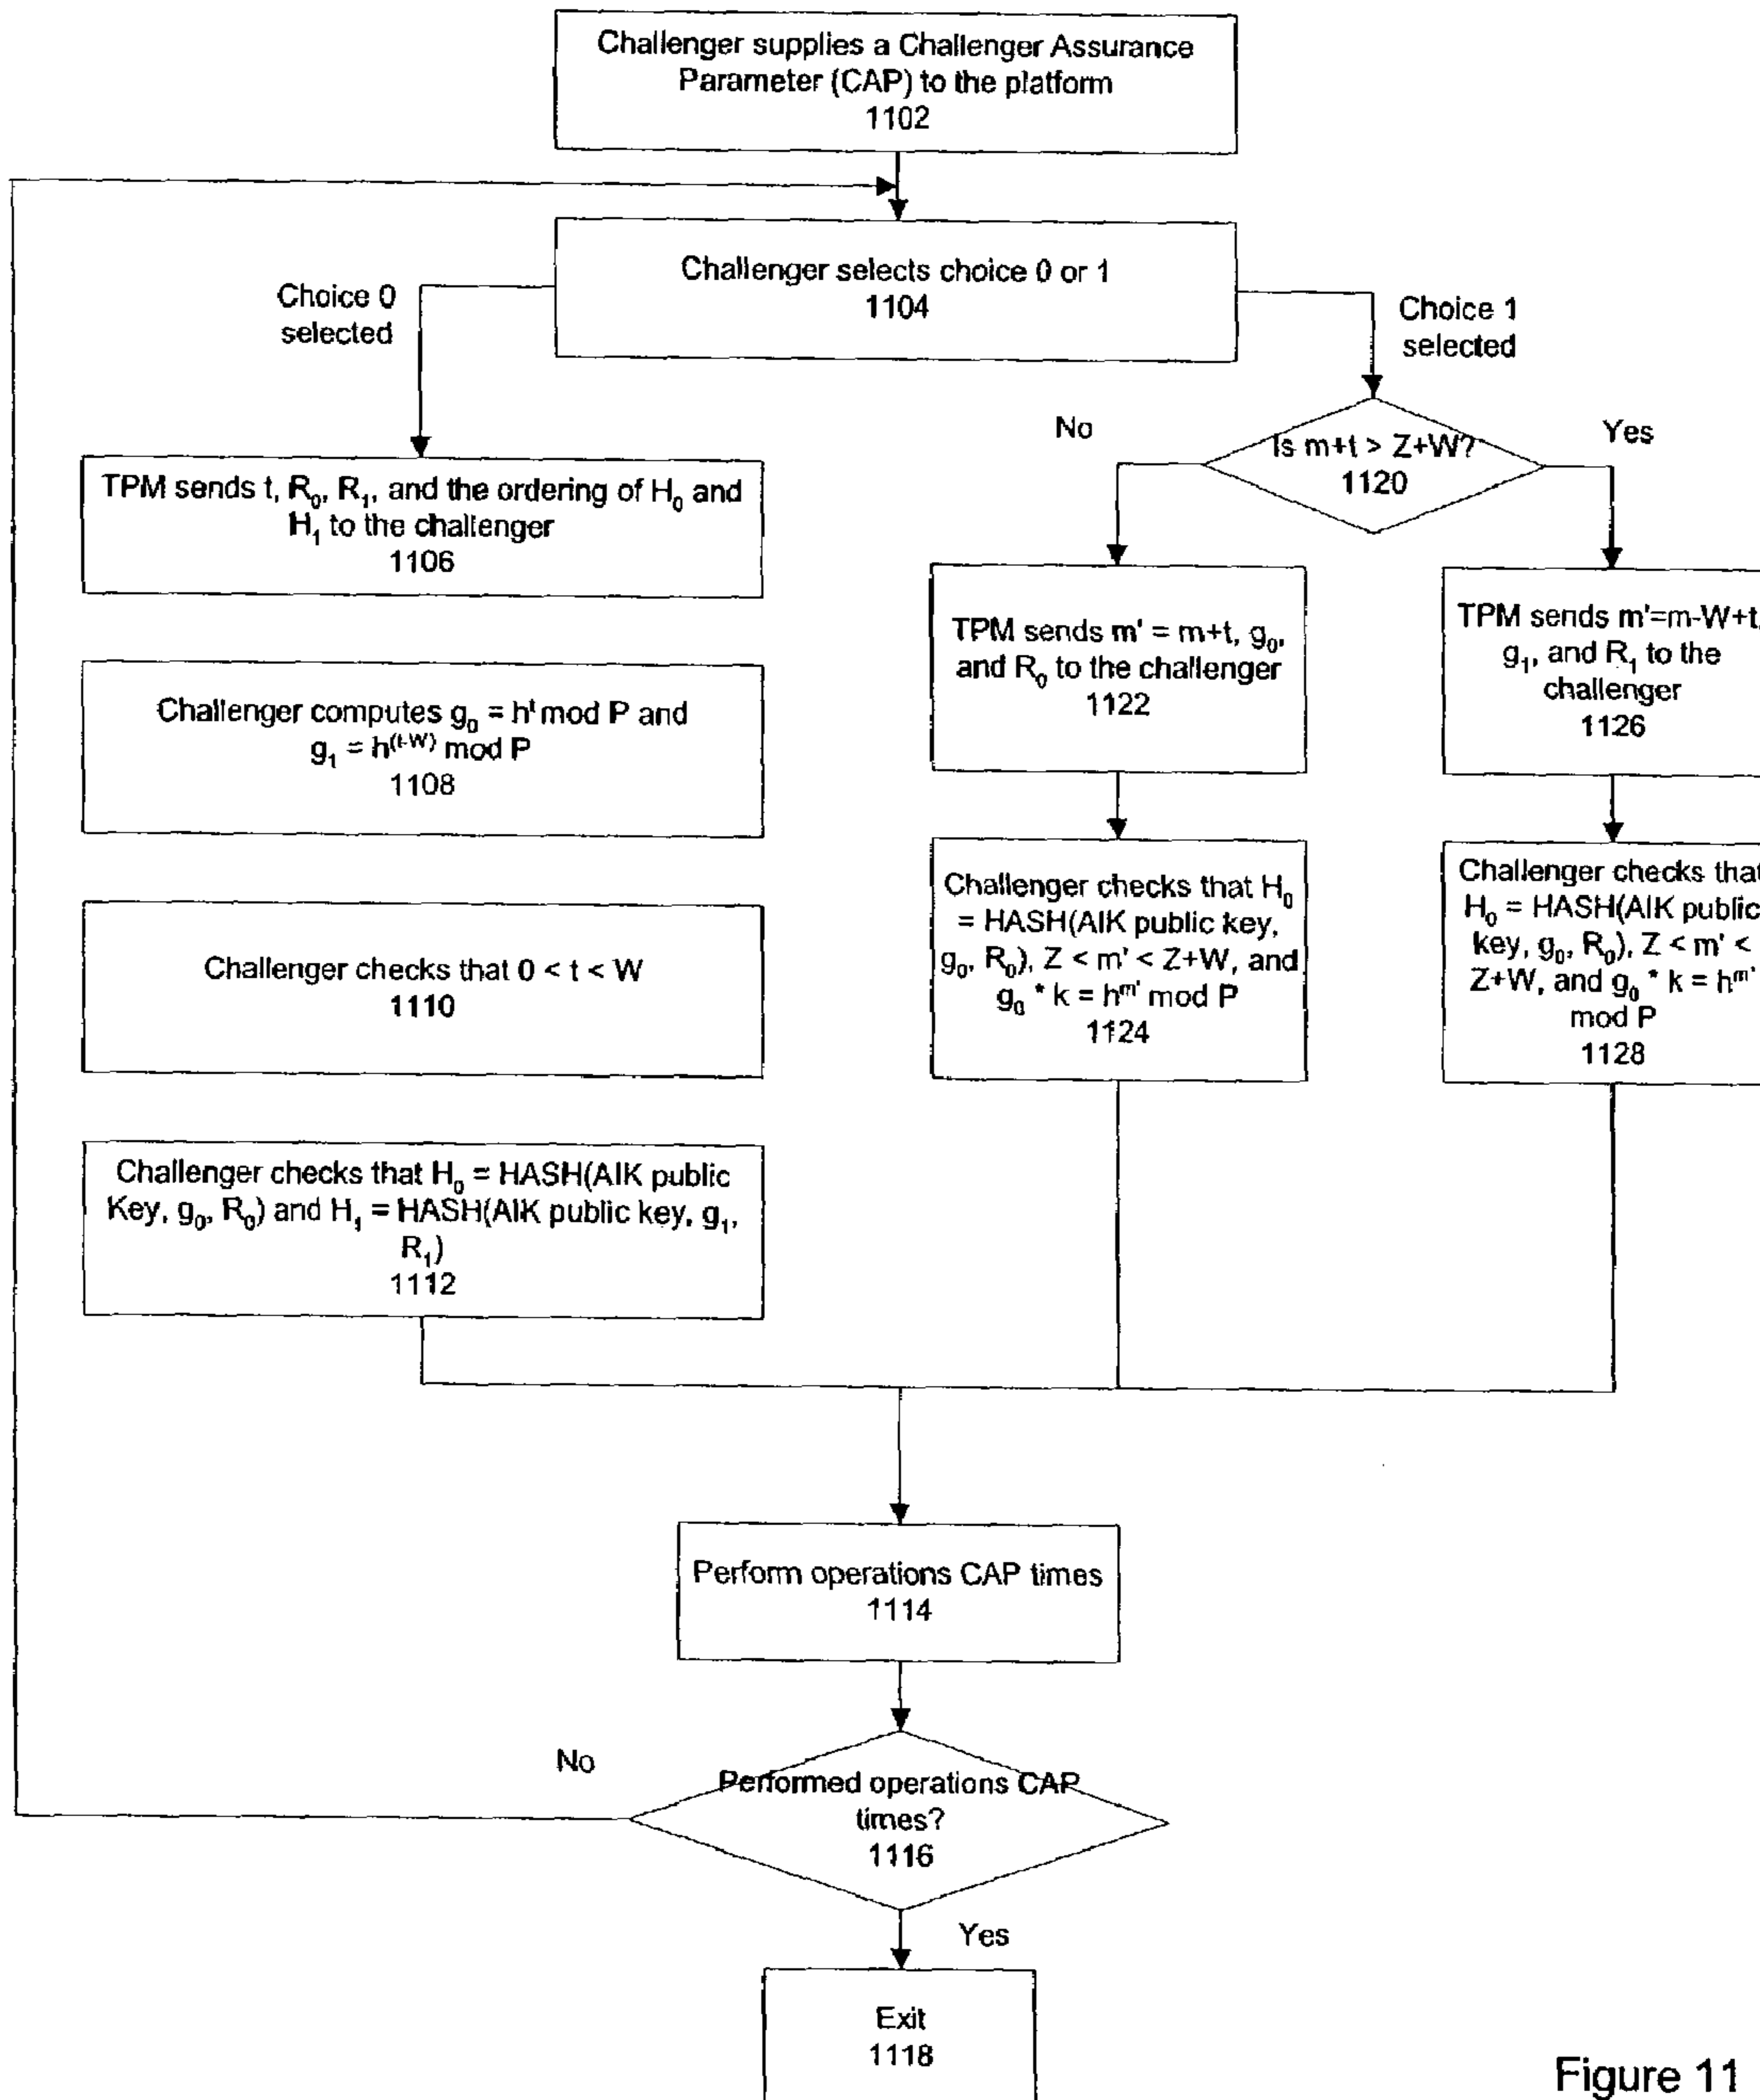 Challenger supplies a Challenger Assurance
Parameter (CAP) to the platform
1102
Challenger selects choice 0 or 1
1104
Choice 0
selected
Choice 1
selected
No
Is m+t > Z+W?
1120
Yes
TPM sends t, R₀, R₁, and the ordering of H₀ and
H₁ to the challenger
1106
TPM sends m' = m+t, g₀,
and R₀ to the challenger
1122
TPM sends m'=m-W+t,
g₁, and R₁ to the
challenger
1126
Challenger computes g₀ = hᵗ mod P and
g₁ = h⁽ᵗ⁻ᵂ⁾ mod P
1108
Challenger checks that H₀
= HASH(AIK public key,
g₀, R₀), Z < m' < Z+W, and
g₀ * k = hᵐ' mod P
1124
Challenger checks that
H₀ = HASH(AIK public
key, g₀, R₀), Z < m' <
Z+W, and g₀ * k = hᵐ'
mod P
1128
Challenger checks that 0 < t < W
1110
Challenger checks that H₀ = HASH(AIK public
Key, g₀, R₀) and H₁ = HASH(AIK public key, g₁,
R₁)
1112
Perform operations CAP times
1114
No
Performed operations CAP
times?
1116
Yes
Exit
1118
Figure 11